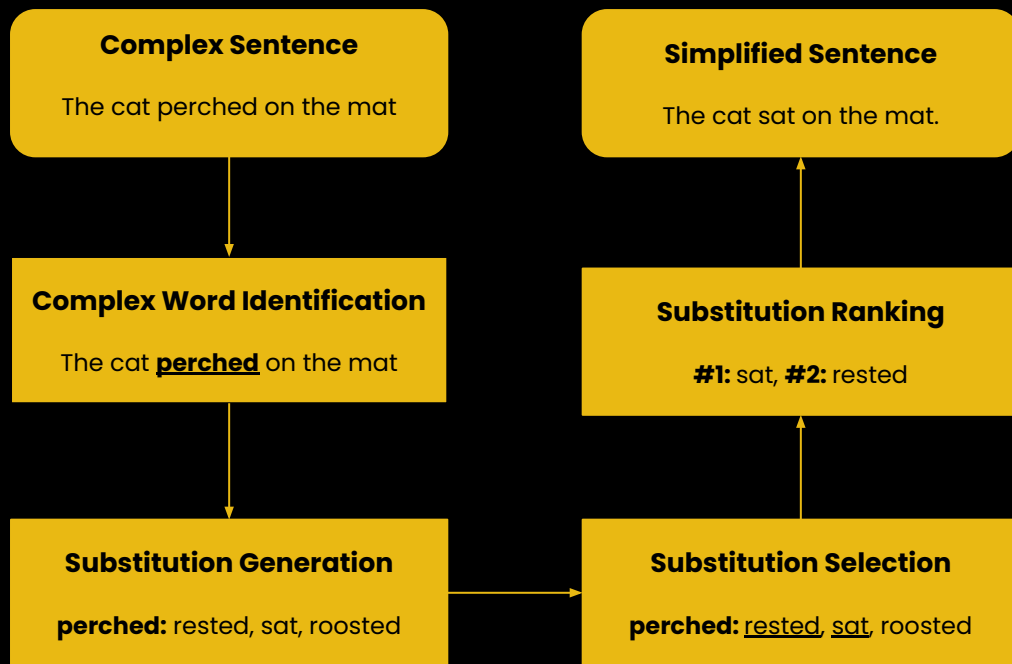 Complex Sentence
The cat perched on the mat
Complex Word Identification
The cat perched on the mat
Substitution Generation
perched: rested, sat, roosted
Substitution Selection
perched: rested, sat, roosted
Substitution Ranking
#1: sat, #2: rested
Simplified Sentence
The cat sat on the mat.